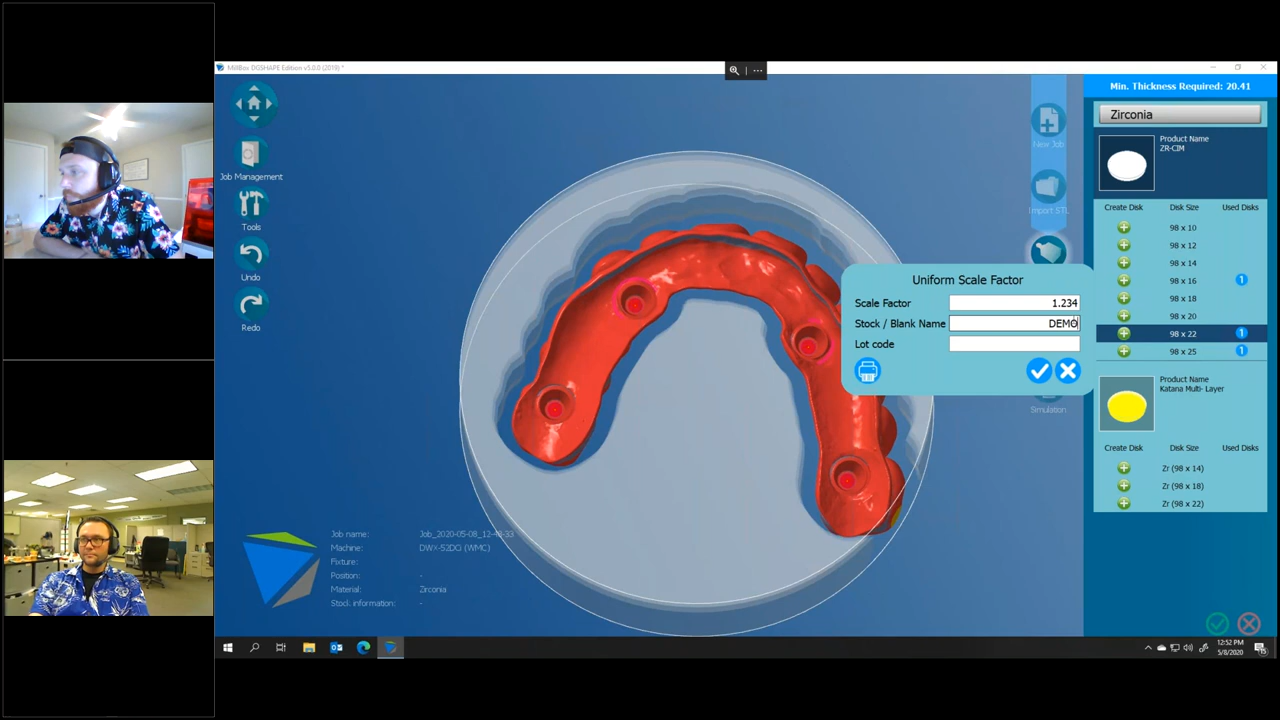 MillBox DGSHAPE Edition v5.0.0 (2019) *
Job Management
Tools
Undo
Redo
New Job
Import STL
Simulation
Uniform Scale Factor
Scale Factor 1.234
Stock / Blank Name DEMO
Lot code
Min. Thickness Required: 20.41
Zirconia
Product Name
ZR-CIM
Create Disk Disk Size Used Disks
98 x 10
98 x 12
98 x 14
98 x 16 1
98 x 18
98 x 20
98 x 22 1
98 x 25 1
Product Name
Katana Multi- Layer
Create Disk Disk Size Used Disks
Zr (98 x 14)
Zr (98 x 18)
Zr (98 x 22)
Job name:
Machine: DWX-52DCi (WMC)
Fixture:
Position: -
Material: Zirconia
Stock information: -
12:52 PM
5/8/2020